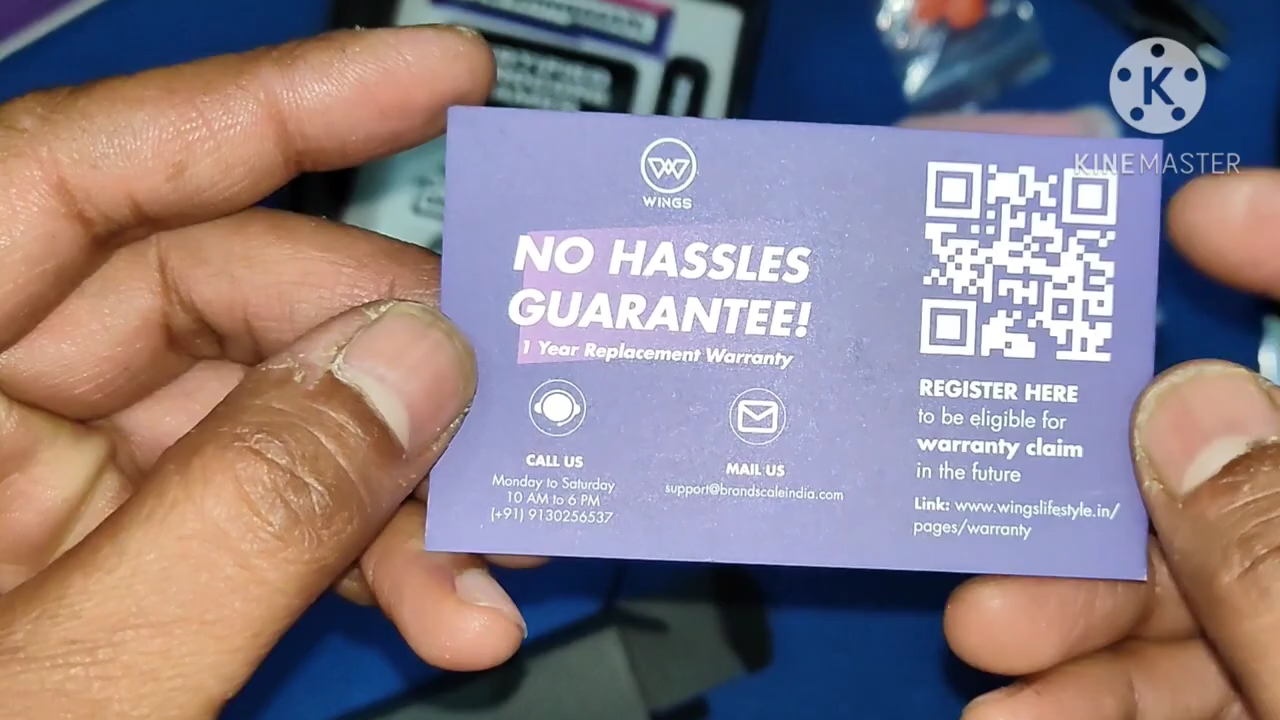 WINGS
NO HASSLES
GUARANTEE!
1 Year Replacement Warranty
CALL US
Monday to Saturday
10 AM to 6 PM
(+91) 9130256537
MAIL US
support@brandscaleindia.com
REGISTER HERE
to be eligible for
warranty claim
in the future
Link: www.wingslifestyle.in/
pages/warranty
K
KINEMASTER